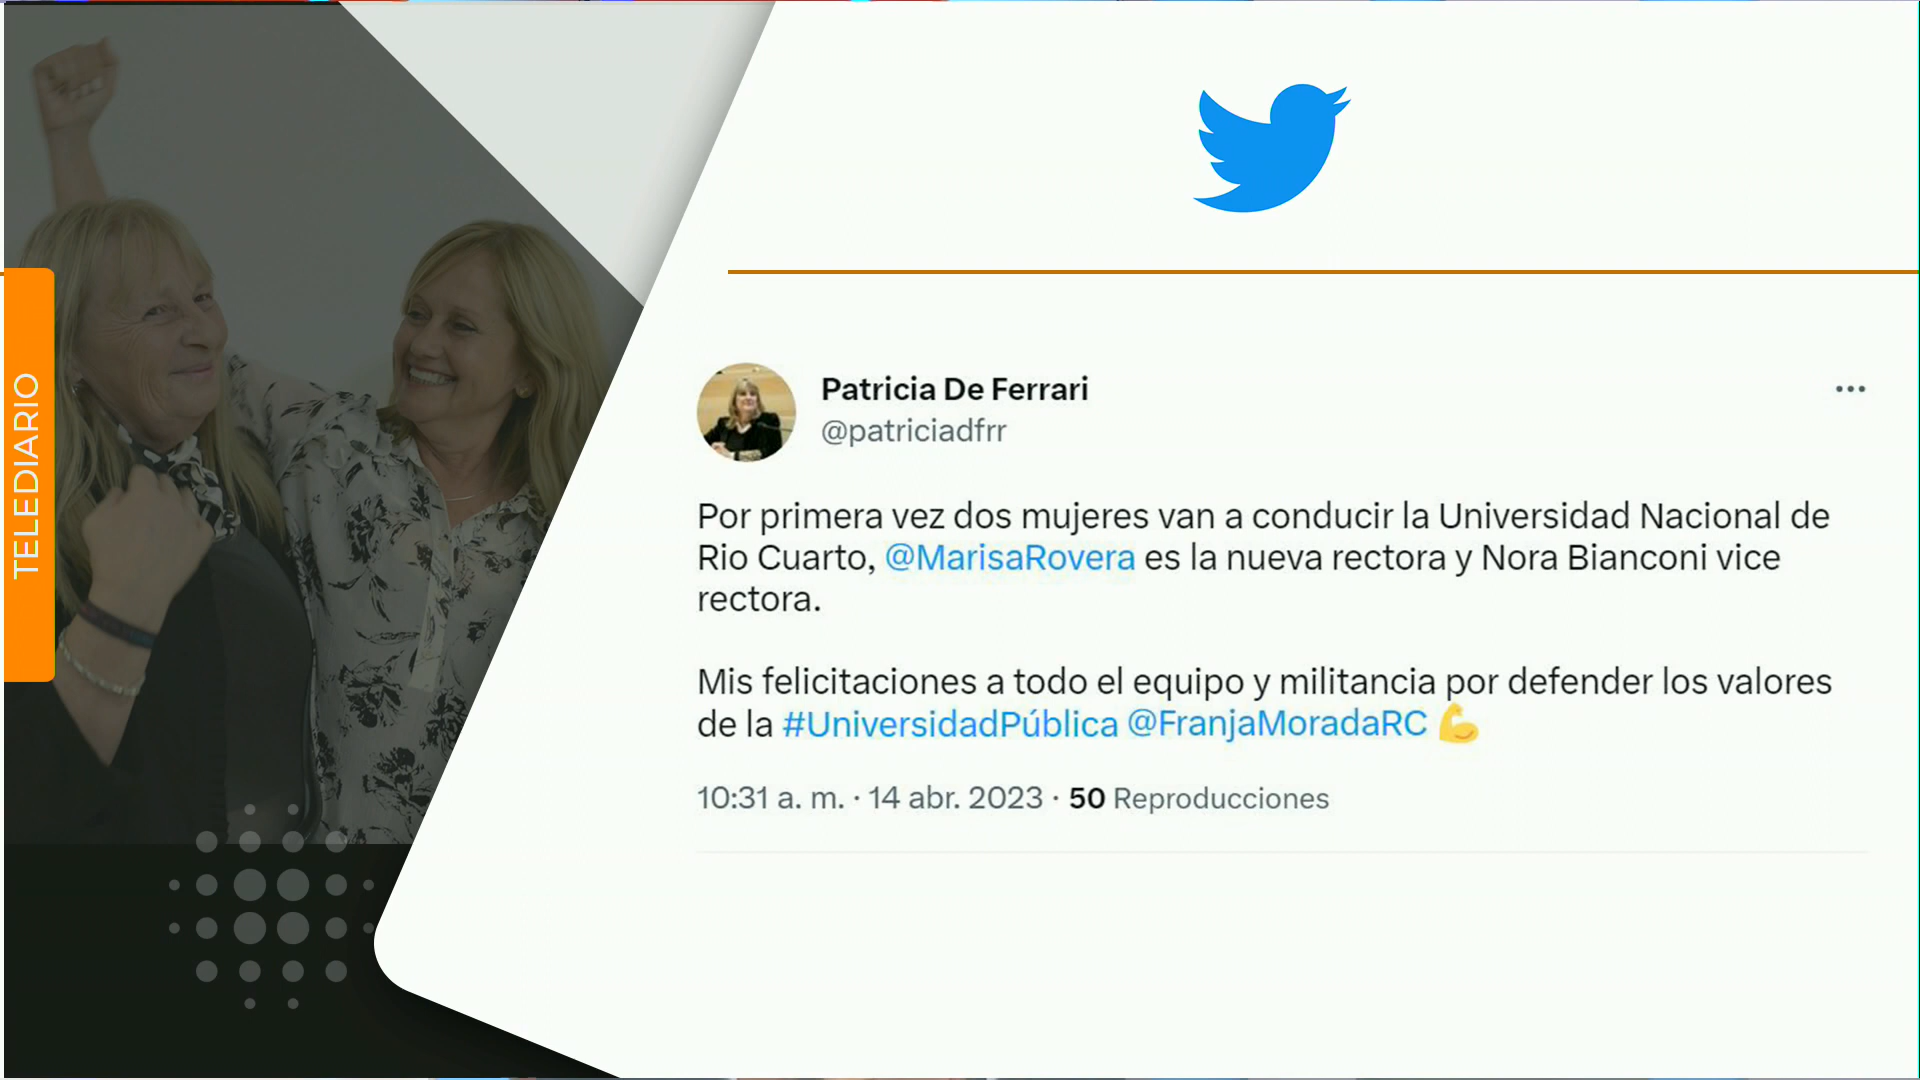 TELEDIARIO
Patricia De Ferrari
@patriciadfrr
Por primera vez dos mujeres van a conducir la Universidad Nacional de
Rio Cuarto, @MarisaRovera es la nueva rectora y Nora Bianconi vice
rectora.
Mis felicitaciones a todo el equipo y militancia por defender los valores
de la #UniversidadPública @FranjaMoradaRC 💪
10:31 a. m. · 14 abr. 2023 · 50 Reproducciones